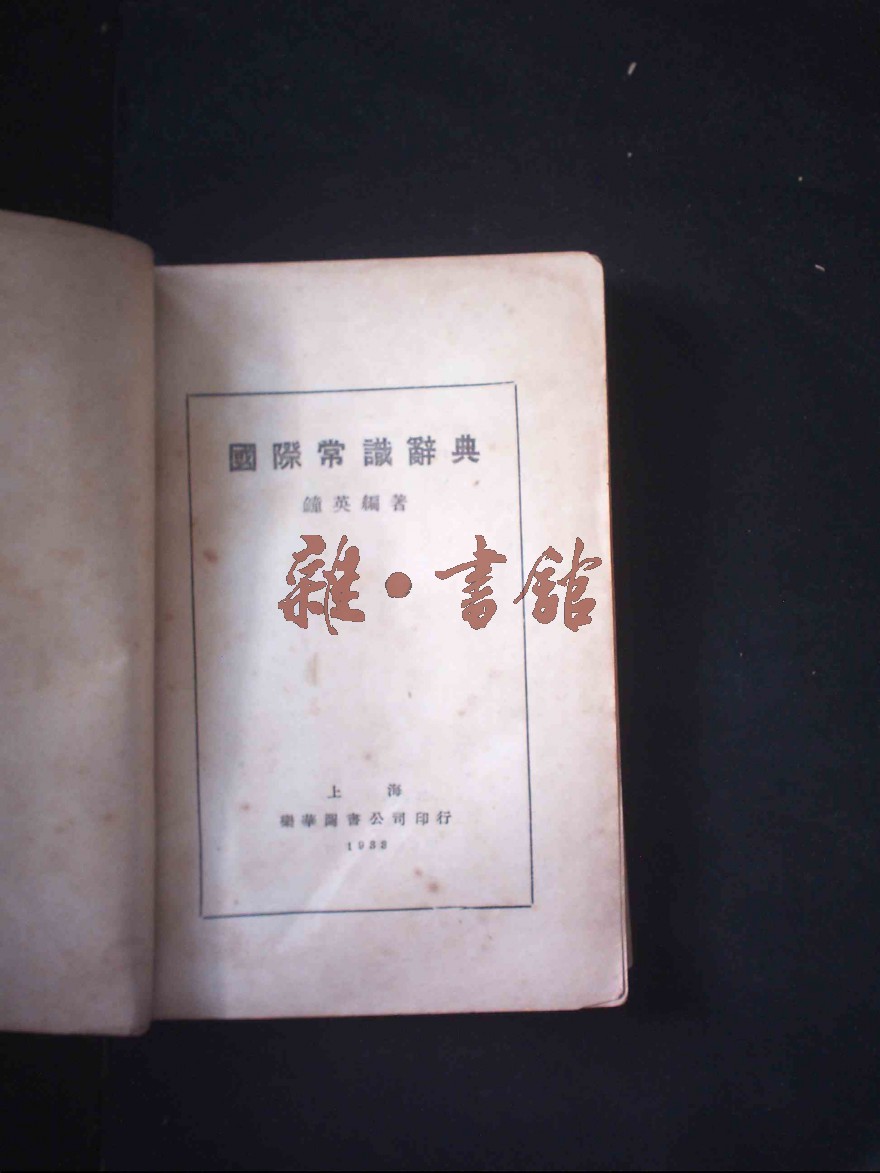 國際常識辭典
鐘英編著
雜·書館
上海
樂華圖書公司印行
1933